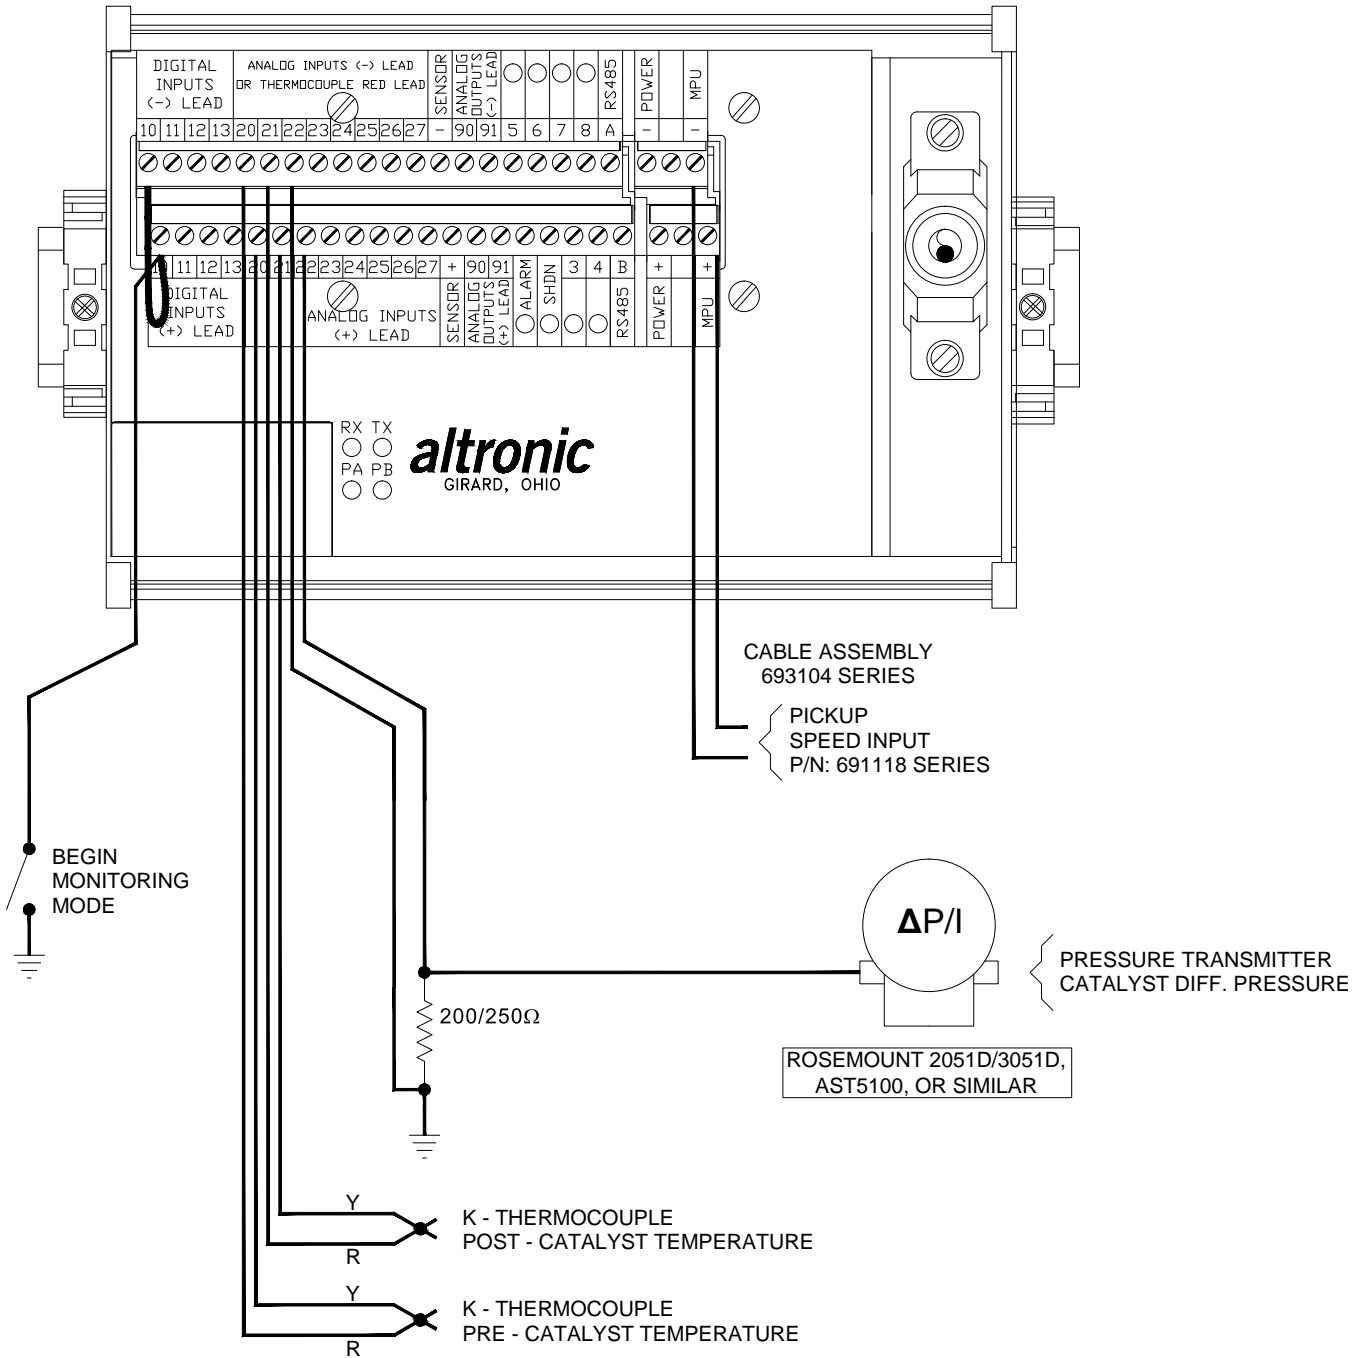 DIGITAL
INPUTS
(-) LEAD
ANALOG INPUTS (-) LEAD
OR THERMOCOUPLE RED LEAD
SENSOR
ANALOG
OUTPUTS
(-) LEAD
RS485
POWER
MPU
10 11 12 13 20 21 22 23 24 25 26 27 - 90 91 5 6 7 8 A - -
10 11 12 13 20 21 22 23 24 25 26 27 + 90 91 ALARM SHDN 3 4 B + +
DIGITAL
INPUTS
(+) LEAD
ANALOG INPUTS
(+) LEAD
SENSOR
ANALOG
OUTPUTS
(+) LEAD
RS485
POWER
MPU
RX TX
PA PB
altronic
GIRARD, OHIO
CABLE ASSEMBLY
693104 SERIES
PICKUP
SPEED INPUT
P/N: 691118 SERIES
BEGIN
MONITORING
MODE
ΔP/I
PRESSURE TRANSMITTER
CATALYST DIFF. PRESSURE
200/250Ω
ROSEMOUNT 2051D/3051D,
AST5100, OR SIMILAR
Y
R
K - THERMOCOUPLE
POST - CATALYST TEMPERATURE
Y
R
K - THERMOCOUPLE
PRE - CATALYST TEMPERATURE